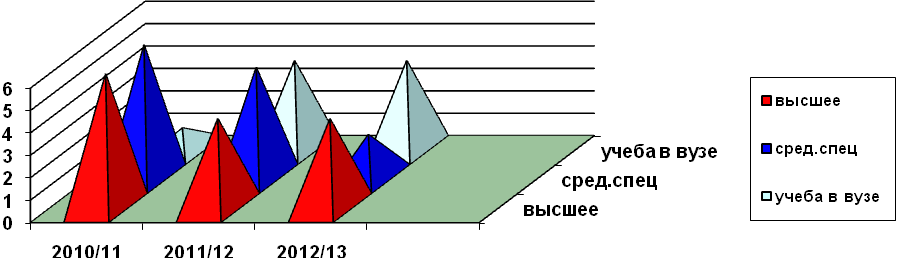 6
5
4
3
2
1
0
2010/11 2011/12 2012/13
учеба в вузе
сред.спец
высшее
высшее
сред.спец
учеба в вузе